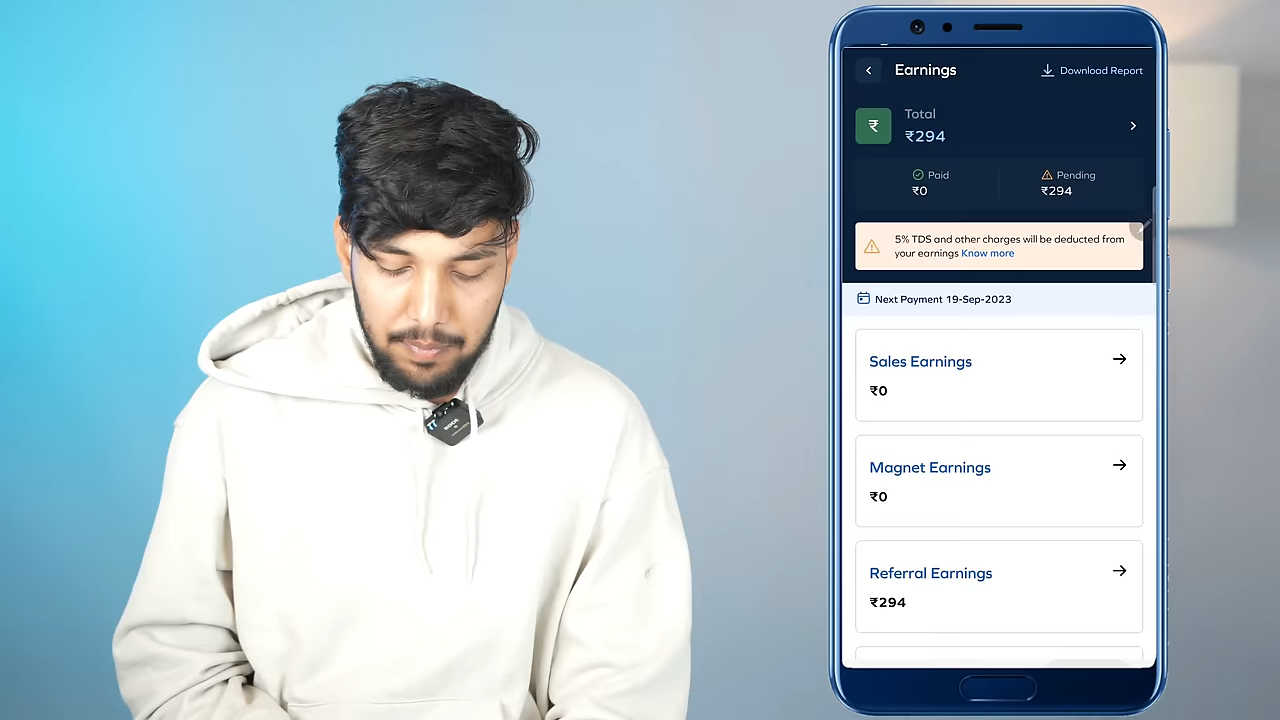 Earnings
Download Report
Total
₹294
Paid
₹0
Pending
₹294
5% TDS and other charges will be deducted from
your earnings Know more
Next Payment 19-Sep-2023
Sales Earnings
₹0
Magnet Earnings
₹0
Referral Earnings
₹294